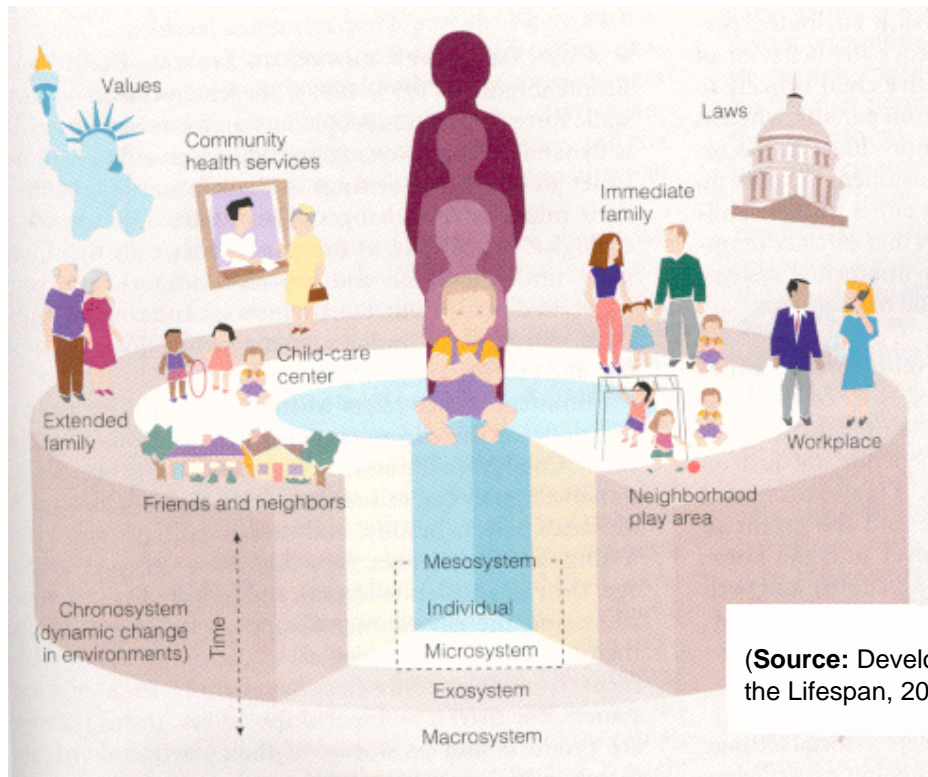 Values
Community
health services
Laws
Immediate
family
Child-care
center
Extended
family
Workplace
Friends and neighbors
Neighborhood
play area
Mesosystem
Individual
Microsystem
Exosystem
Macrosystem
Chronosystem
(dynamic change
in environments)
Time
(Source: Develo
the Lifespan, 20